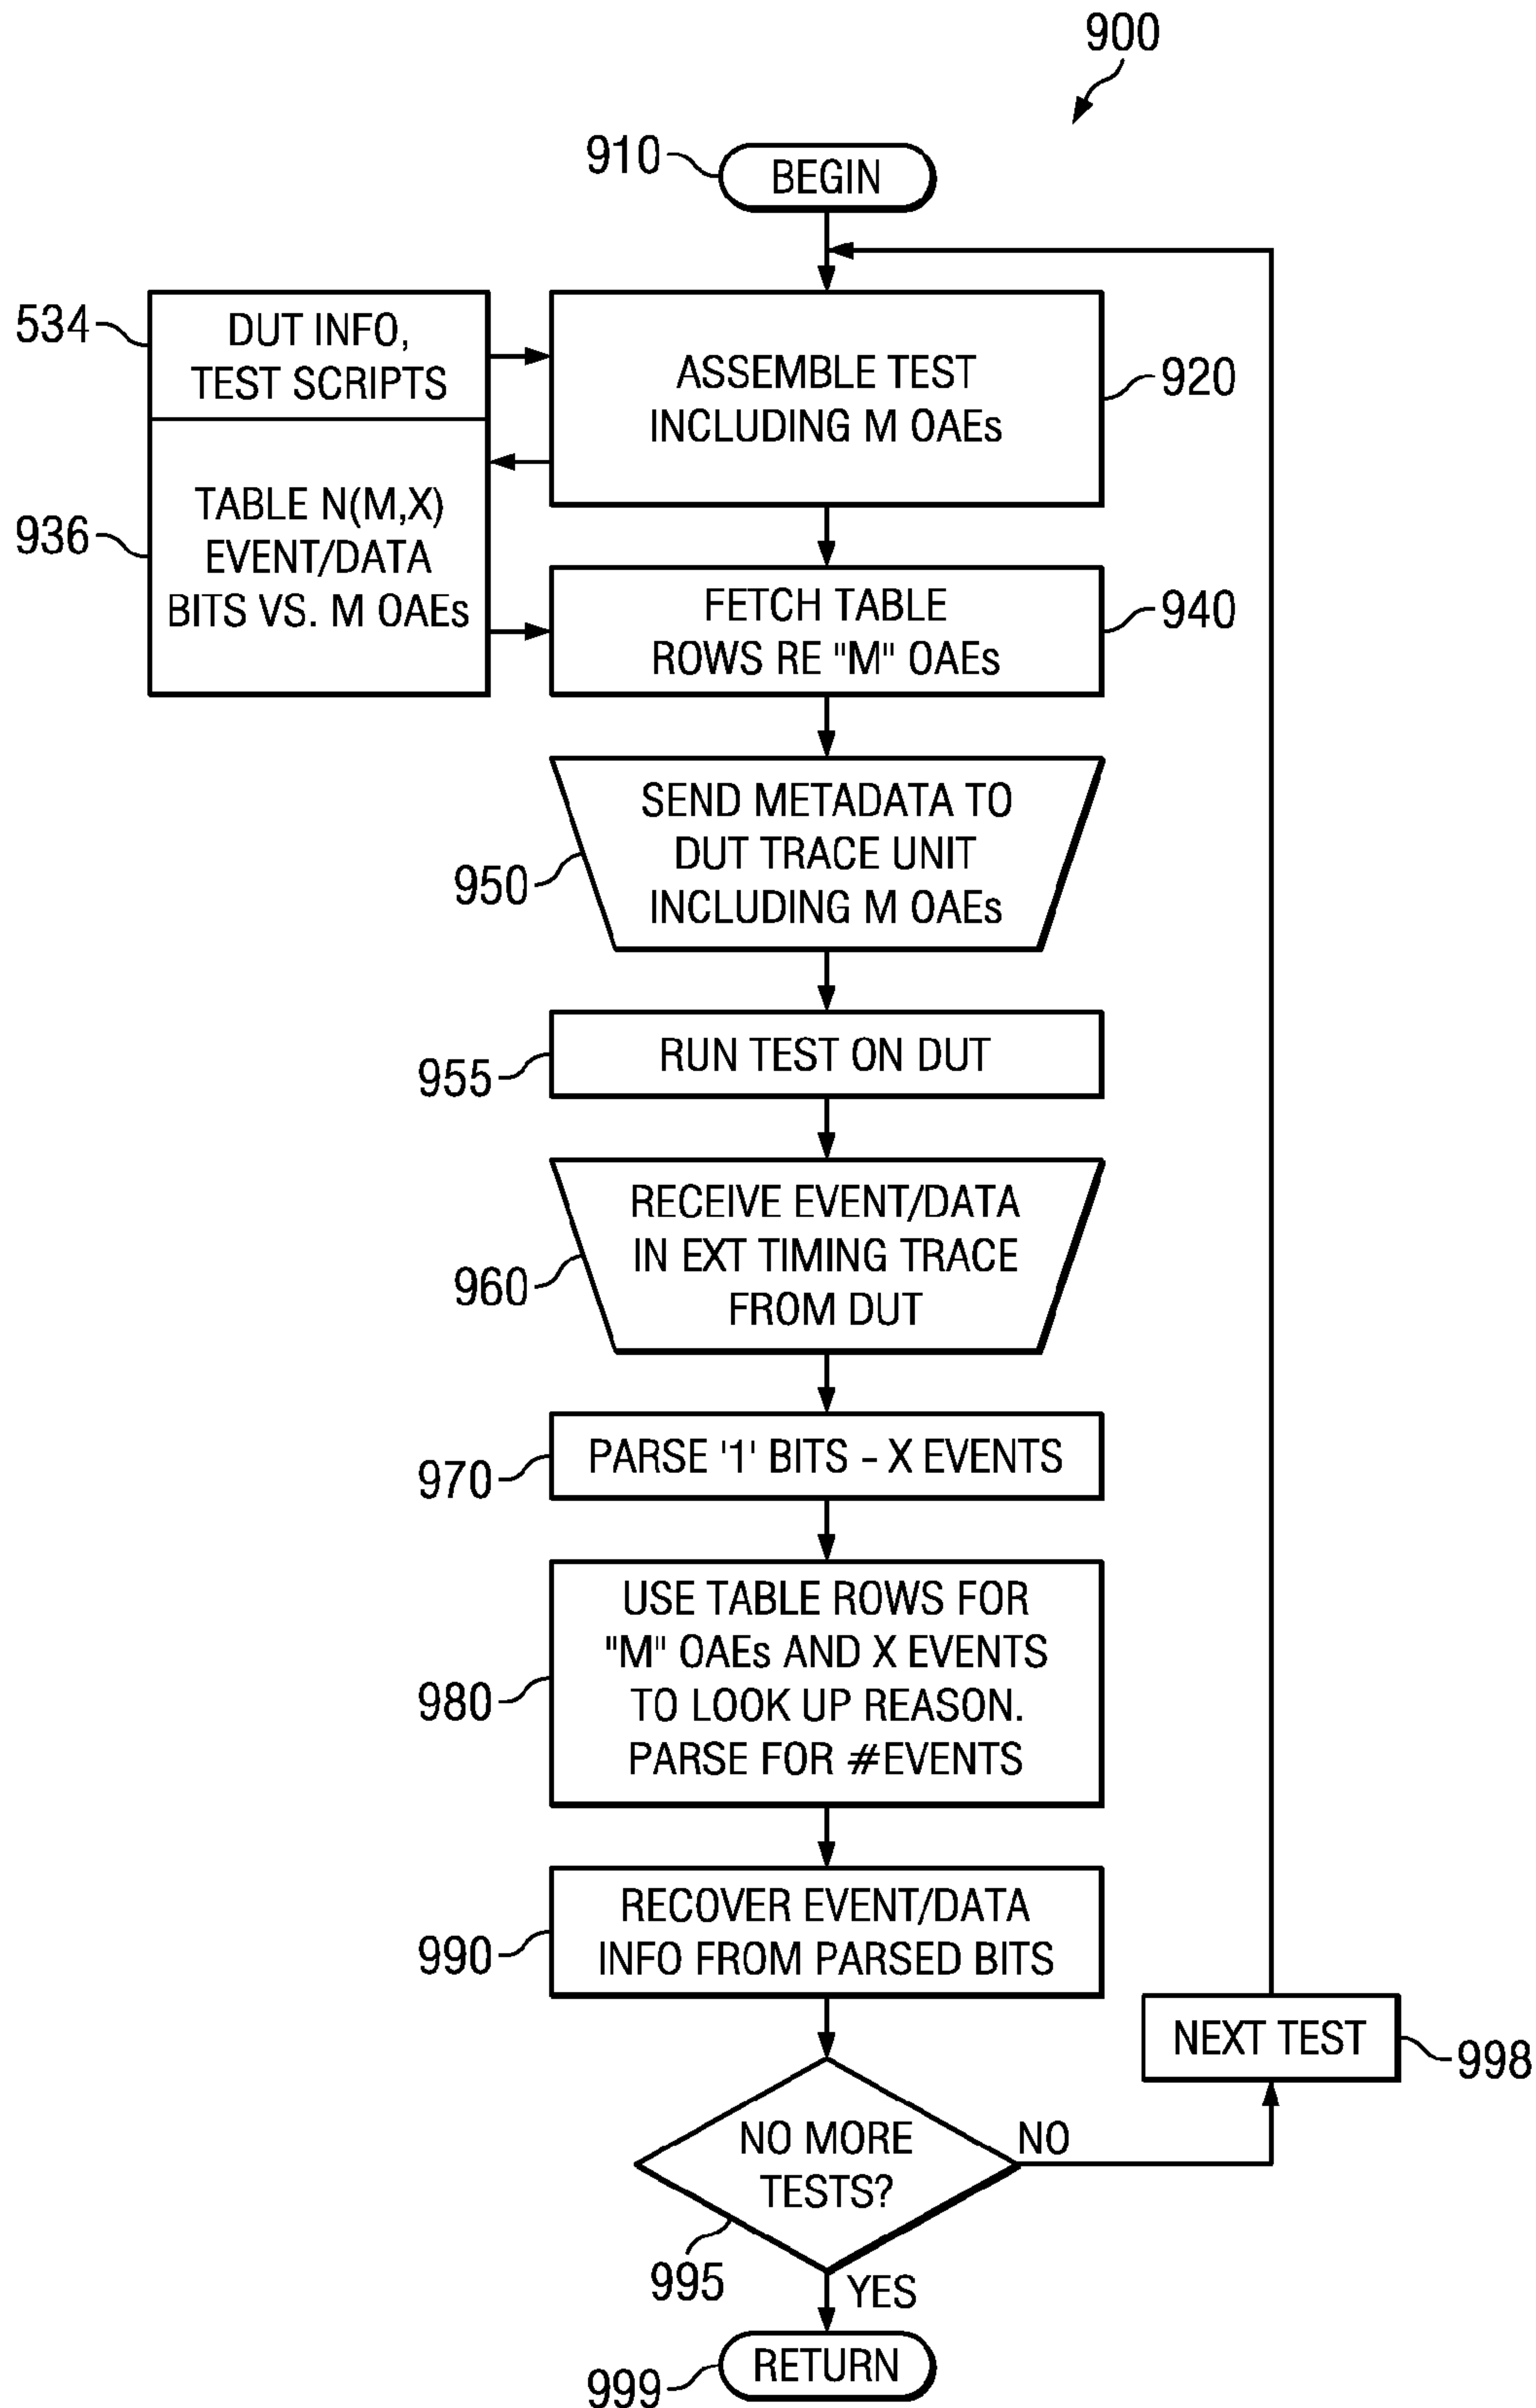 900
910
BEGIN
534
DUT INFO,
TEST SCRIPTS
ASSEMBLE TEST
INCLUDING M OAEs
920
936
TABLE N(M,X)
EVENT/DATA
BITS VS. M OAEs
FETCH TABLE
ROWS RE "M" OAEs
940
SEND METADATA TO
DUT TRACE UNIT
INCLUDING M OAEs
950
RUN TEST ON DUT
955
RECEIVE EVENT/DATA
IN EXT TIMING TRACE
FROM DUT
960
PARSE '1' BITS – X EVENTS
970
USE TABLE ROWS FOR
"M" OAEs AND X EVENTS
TO LOOK UP REASON.
PARSE FOR #EVENTS
980
RECOVER EVENT/DATA
INFO FROM PARSED BITS
990
NEXT TEST
998
NO MORE
TESTS?
NO
995
YES
RETURN
999